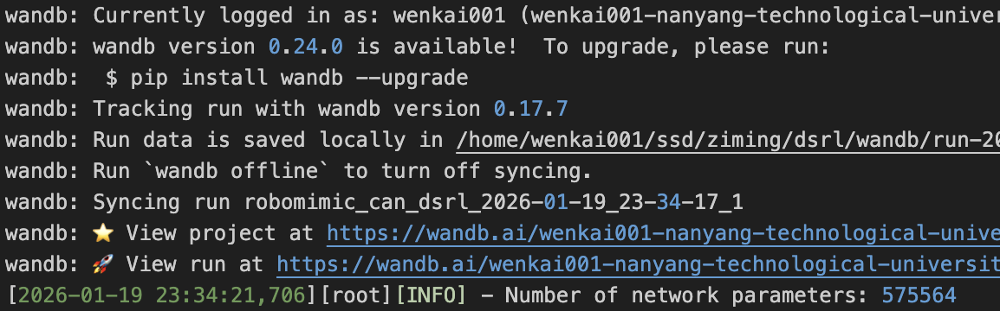 wandb: Currently logged in as: wenkai001 (wenkai001-nanyang-technological-univer
wandb: wandb version 0.24.0 is available!  To upgrade, please run:
wandb:  $ pip install wandb --upgrade
wandb: Tracking run with wandb version 0.17.7
wandb: Run data is saved locally in /home/wenkai001/ssd/ziming/dsrl/wandb/run-20
wandb: Run `wandb offline` to turn off syncing.
wandb: Syncing run robomimic_can_dsrl_2026-01-19_23-34-17_1
wandb: ⭐ View project at https://wandb.ai/wenkai001-nanyang-technological-unive
wandb: 🚀 View run at https://wandb.ai/wenkai001-nanyang-technological-universit
[2026-01-19 23:34:21,706][root][INFO] - Number of network parameters: 575564